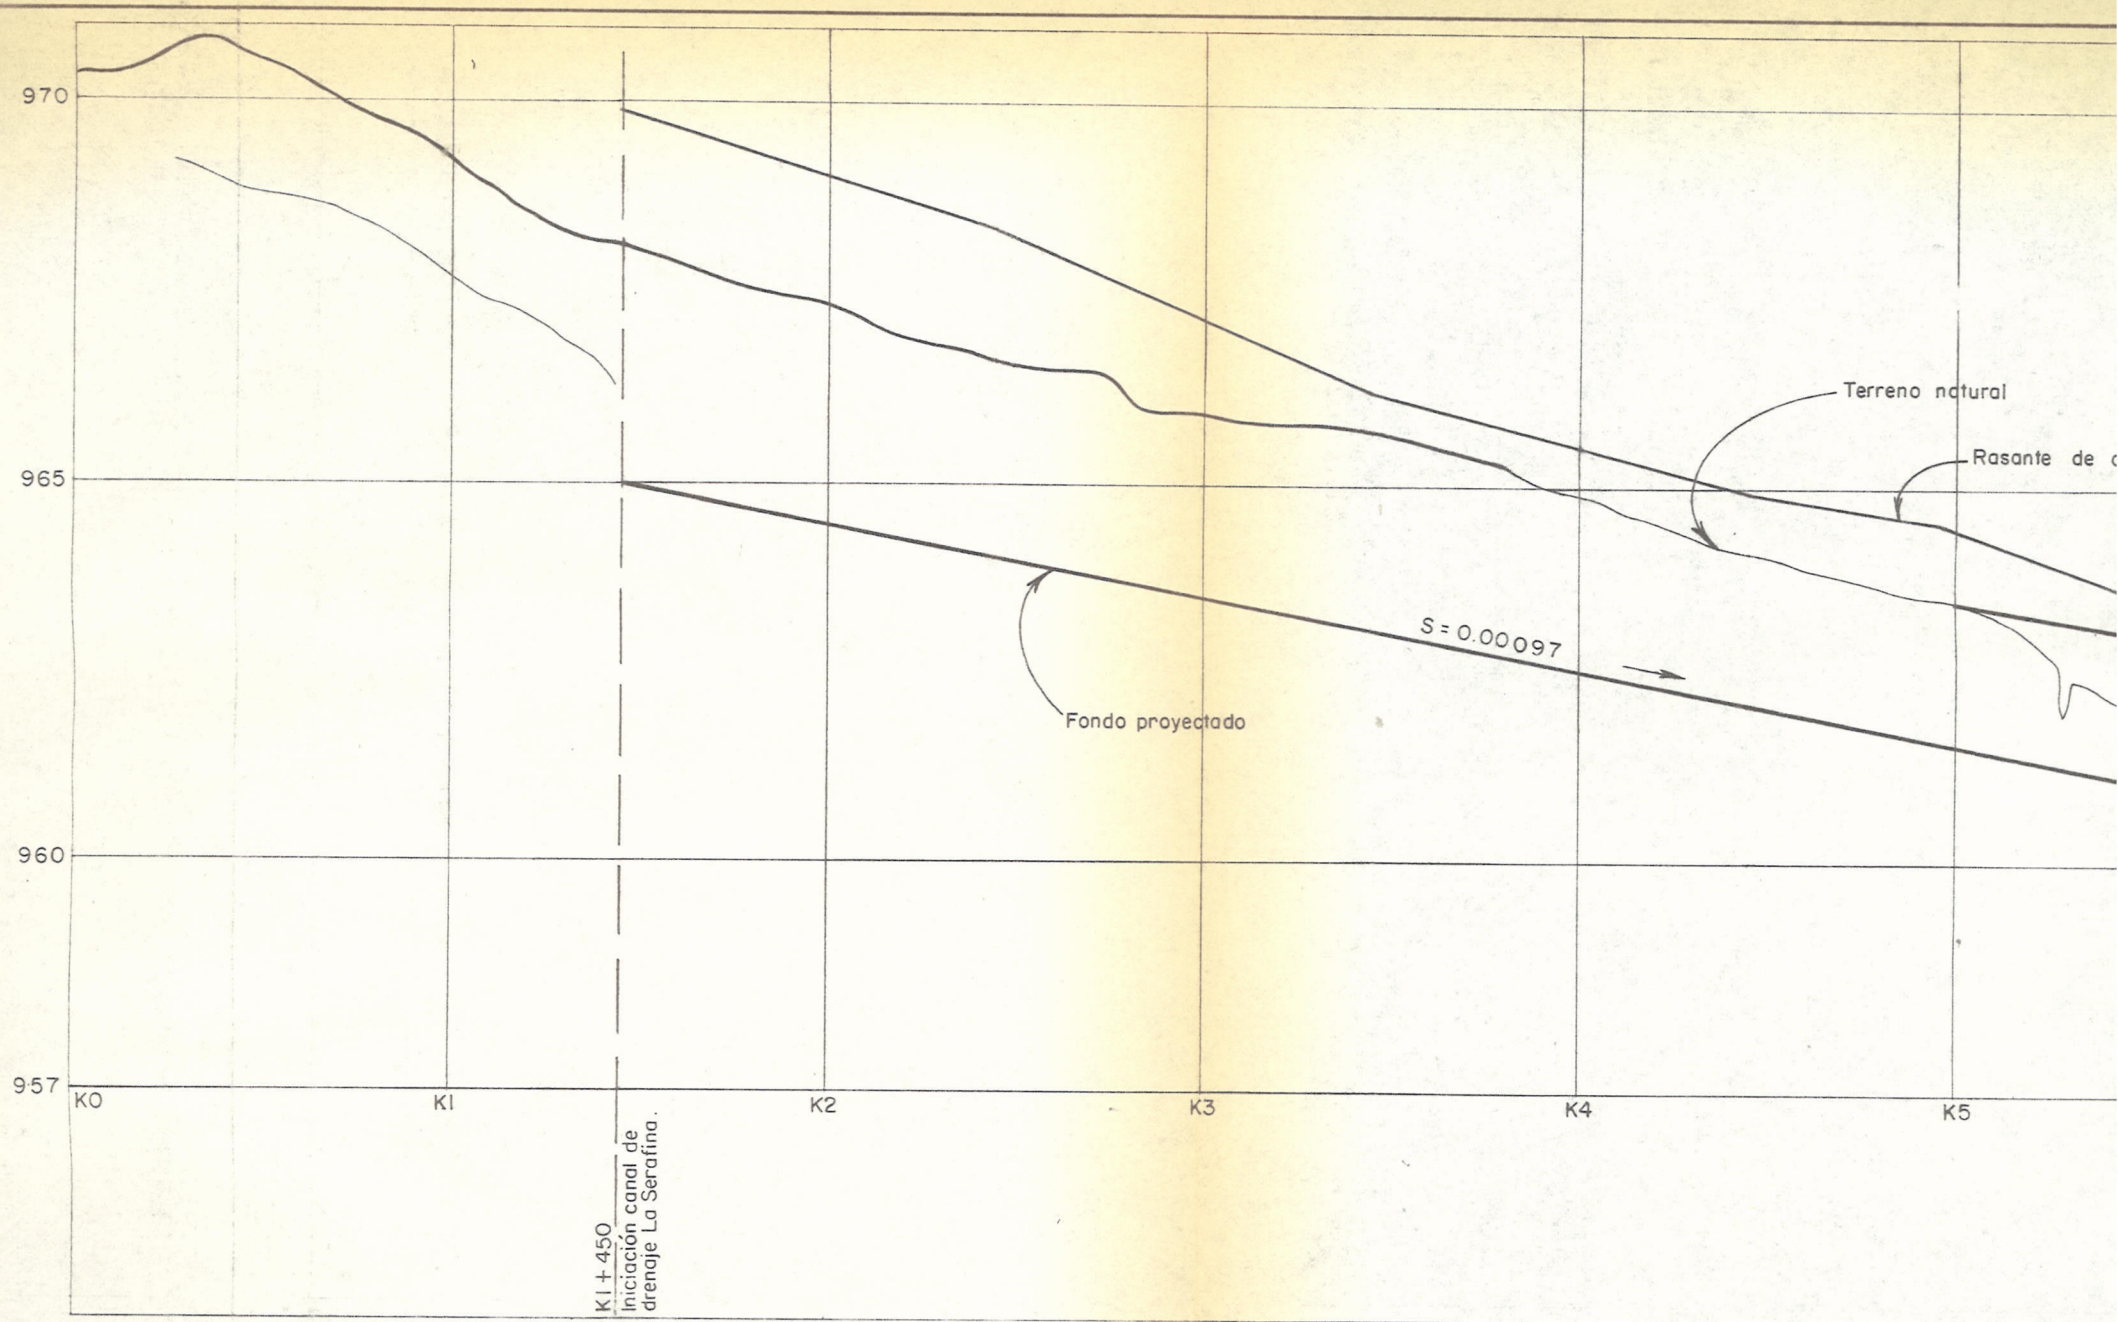 970
Terreno natural
Rasante de
965
S = 0.00097
Fondo proyectado
960
957
K0 K1 K2 K3 K4 K5
K1 + 450
Iniciación canal de
drenaje La Serafina.